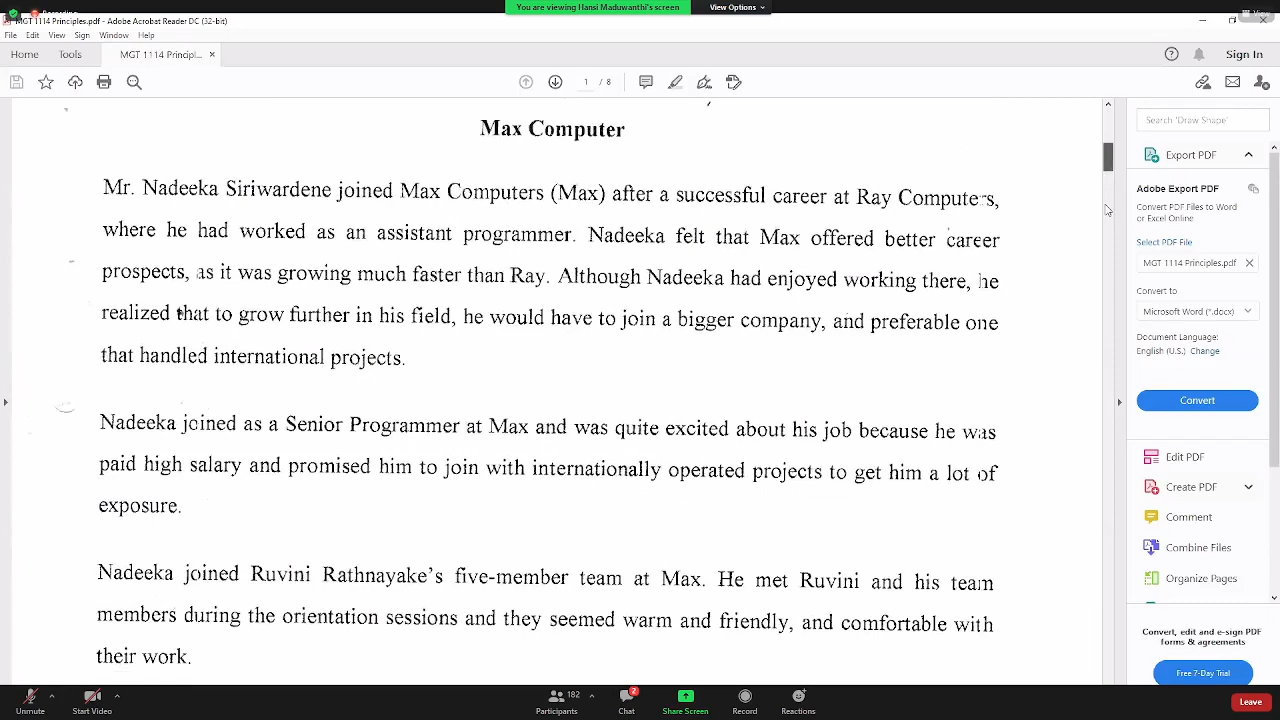 You are viewing Hansi Maduwanthi's screen
View Options
View
MGT 1114 Principles.pdf - Adobe Acrobat Reader DC (32-bit)
File Edit View Sign Window Help
Home Tools MGT 1114 Principl... × Sign In
1 / 8
Max Computer
Mr. Nadeeka Siriwardene joined Max Computers (Max) after a successful career at Ray Computers,
where he had worked as an assistant programmer. Nadeeka felt that Max offered better career
prospects, as it was growing much faster than Ray. Although Nadeeka had enjoyed working there, he
realized that to grow further in his field, he would have to join a bigger company, and preferable one
that handled international projects.
Nadeeka joined as a Senior Programmer at Max and was quite excited about his job because he was
paid high salary and promised him to join with internationally operated projects to get him a lot of
exposure.
Nadeeka joined Ruvini Rathnayake's five-member team at Max. He met Ruvini and his team
members during the orientation sessions and they seemed warm and friendly, and comfortable with
their work.
Search 'Draw Shape'
Export PDF
Adobe Export PDF
Convert PDF Files to Word
or Excel Online
Select PDF File
MGT 1114 Principles.pdf
Convert to
Microsoft Word (*.docx)
Document Language:
English (U.S.) Change
Convert
Edit PDF
Create PDF
Comment
Combine Files
Organize Pages
Convert, edit and e-sign PDF
forms & agreements
Free 7-Day Trial
Unmute
Start Video
182
Participants
2
Chat
Share Screen
Record
Reactions
Leave